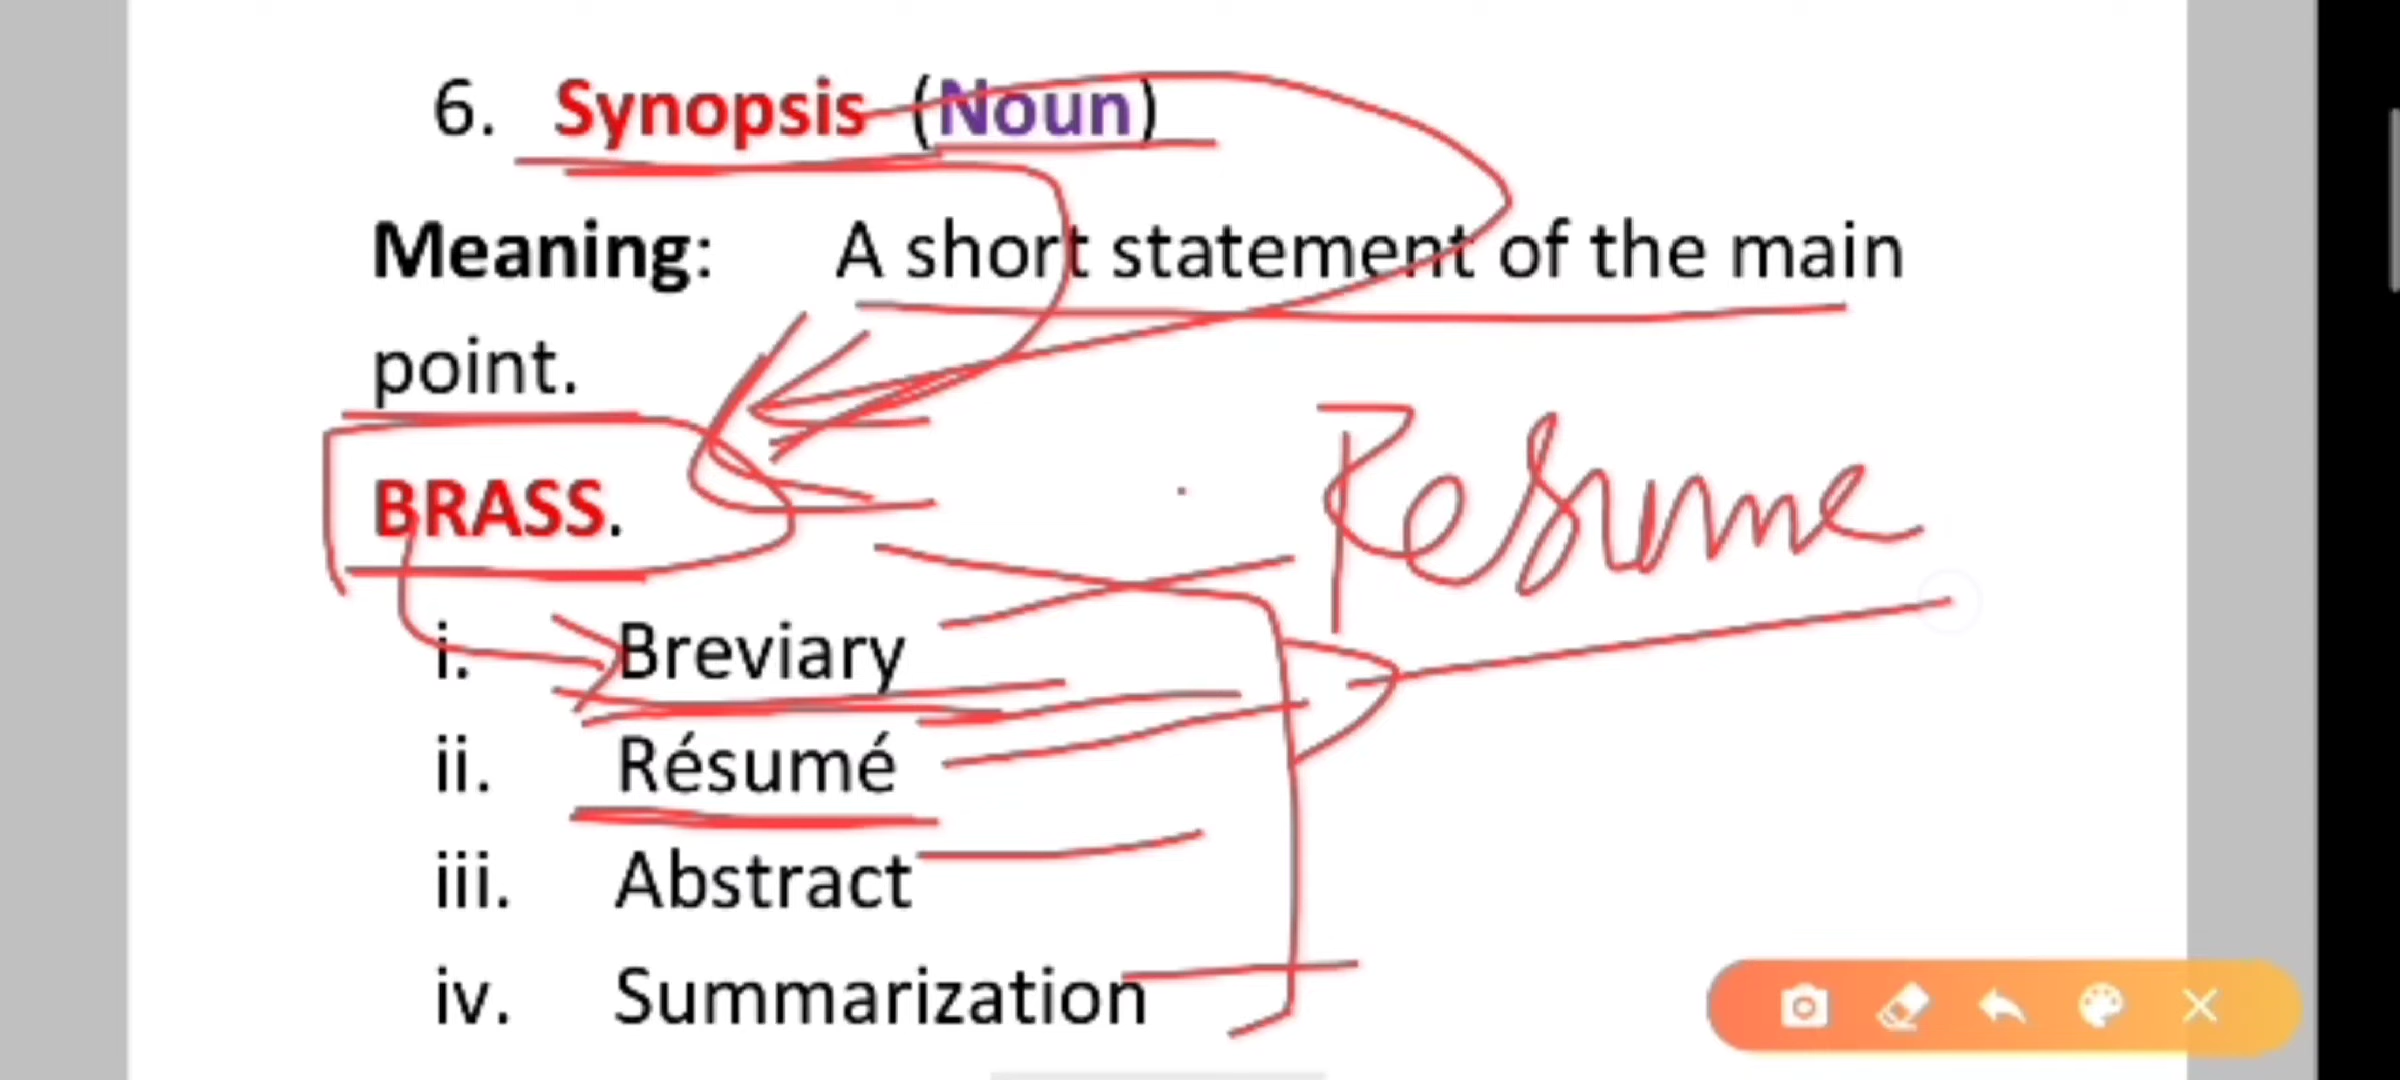 6. Synopsis (Noun)
Meaning: A short statement of the main
point.
BRASS.
Resume
i. Breviary
ii. Résumé
iii. Abstract
iv. Summarization